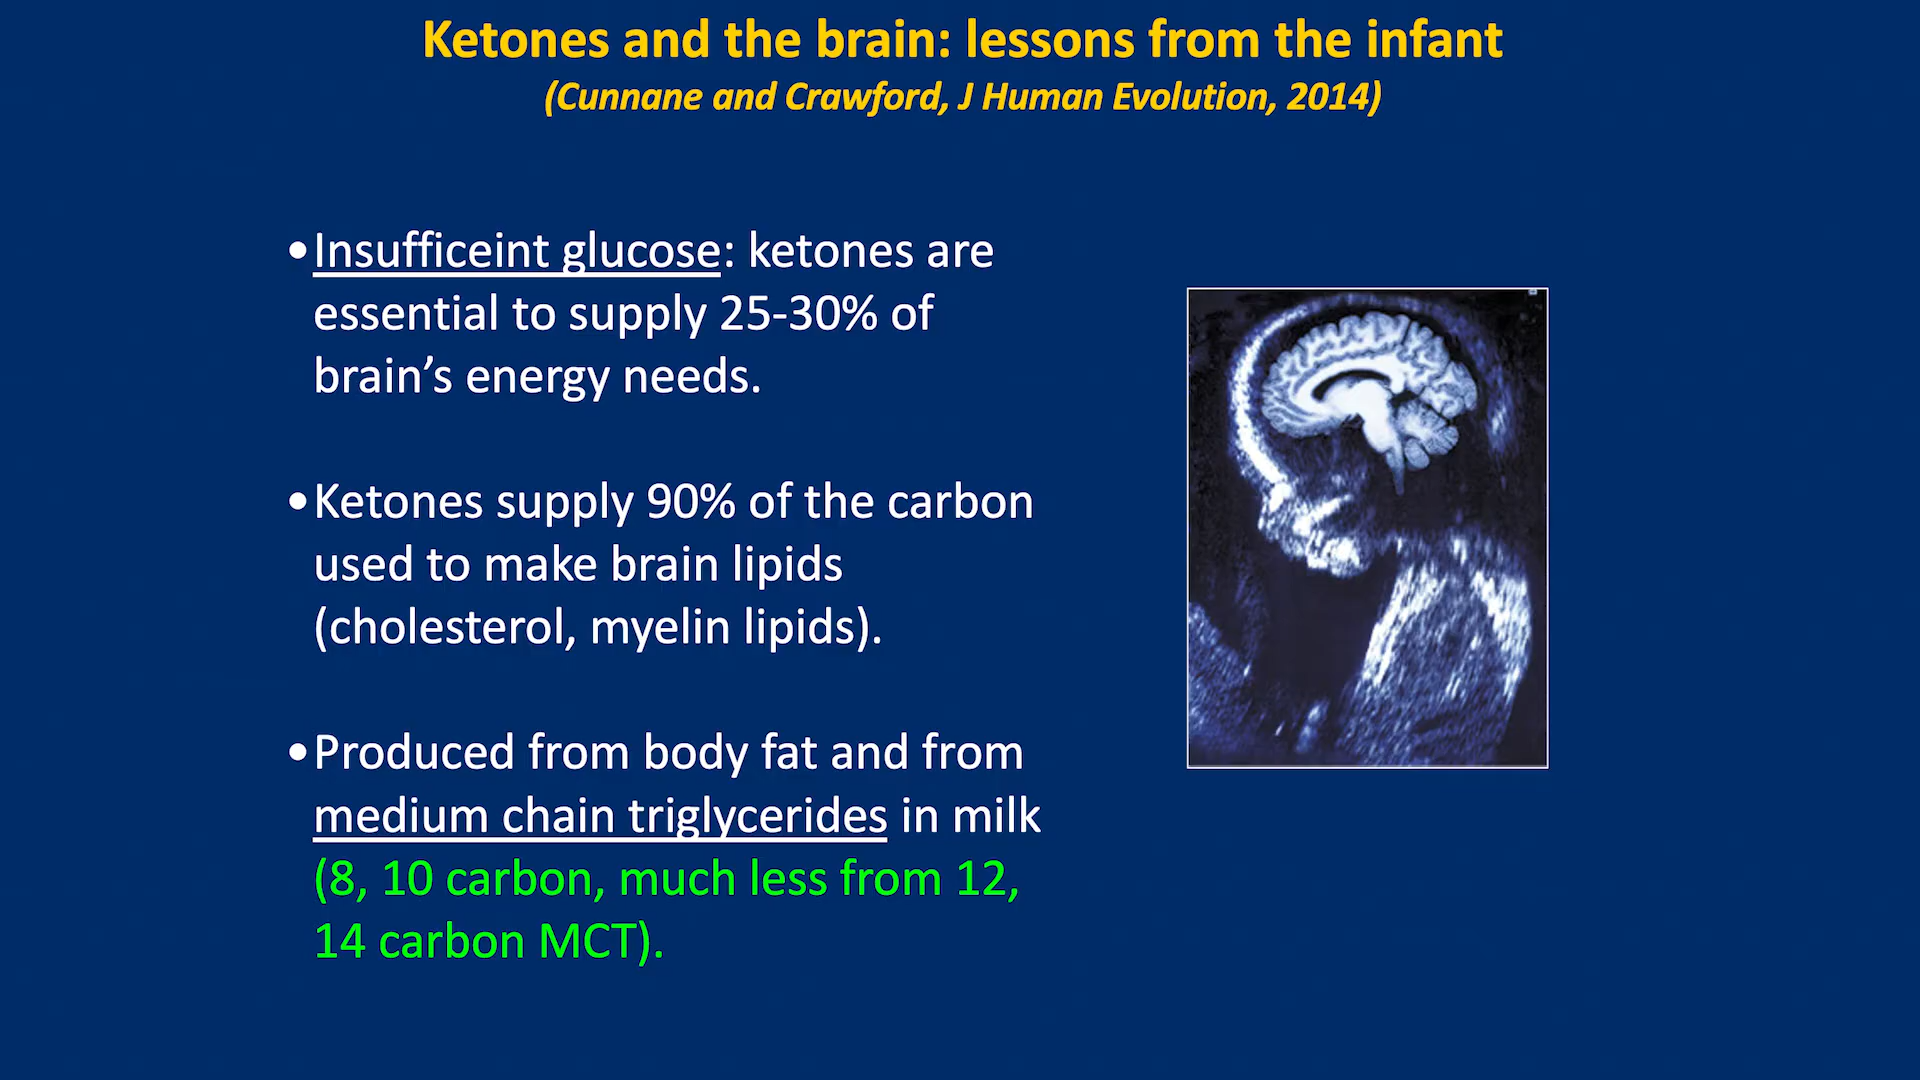 Ketones and the brain: lessons from the infant
(Cunnane and Crawford, J Human Evolution, 2014)
•Insufficeint glucose: ketones are
essential to supply 25-30% of
brain’s energy needs.
•Ketones supply 90% of the carbon
used to make brain lipids
(cholesterol, myelin lipids).
•Produced from body fat and from
medium chain triglycerides in milk
(8, 10 carbon, much less from 12,
14 carbon MCT).